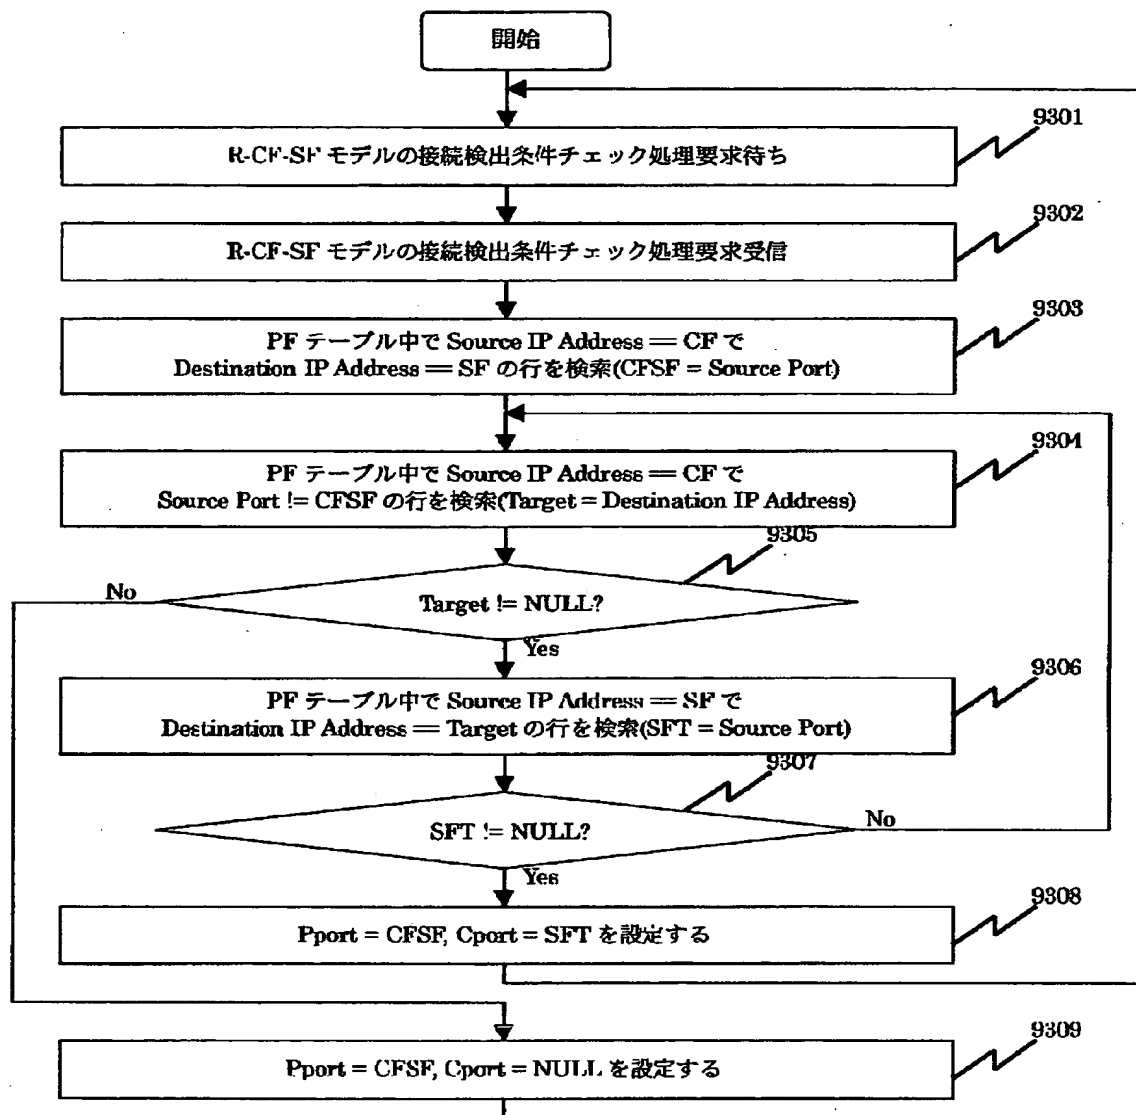 開始
9301
R-CF-SF モデルの接続検出条件チェック処理要求待ち
9302
R-CF-SF モデルの接続検出条件チェック処理要求受信
9303
PF テーブル中で Source IP Address == CF で
Destination IP Address == SF の行を検索(CFSF = Source Port)
9304
PF テーブル中で Source IP Address == CF で
Source Port != CFSF の行を検索(Target = Destination IP Address)
9305
No
Target != NULL?
Yes
9306
PF テーブル中で Source IP Address == SF で
Destination IP Address == Target の行を検索(SFT = Source Port)
9307
SFT != NULL?
No
Yes
9308
Pport = CFSF, Cport = SFT を設定する
9309
Pport = CFSF, Cport = NULL を設定する